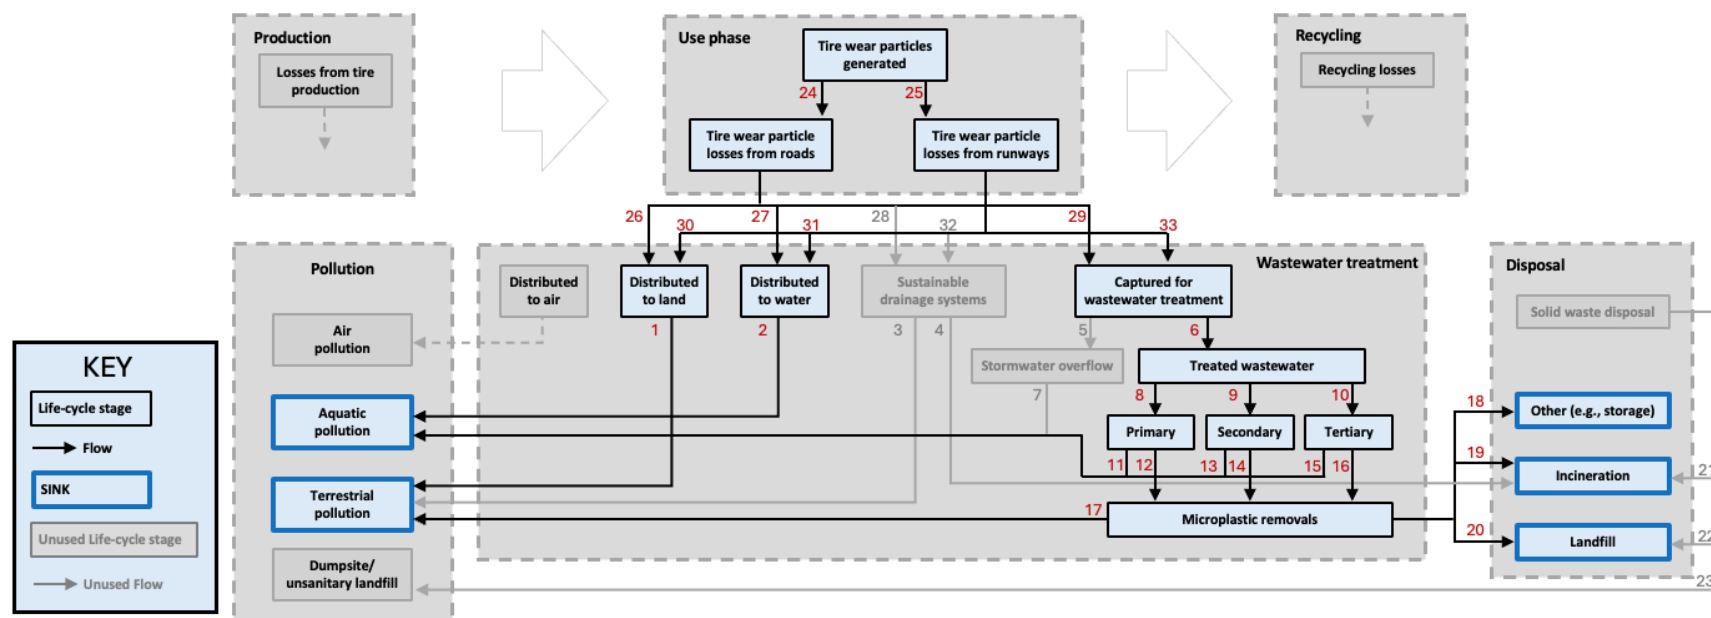 Production
Losses from tire
production
Use phase
Tire wear particles
generated
24
25
Tire wear particle
losses from roads
Tire wear particle
losses from runways
Recycling
Recycling losses
26
27
28
29
30
31
32
33
Pollution
Air
pollution
Aquatic
pollution
Terrestrial
pollution
Dumpsite/
unsanitary landfill
Wastewater treatment
Distributed
to air
Distributed
to land
Distributed
to water
Sustainable
drainage systems
Captured for
wastewater treatment
1
2
3
4
5
6
Stormwater overflow
Treated wastewater
7
8
9
10
Primary
Secondary
Tertiary
11
12
13
14
15
16
17
Microplastic removals
Disposal
Solid waste disposal
18
Other (e.g., storage)
19
Incineration
21
20
Landfill
22
23
KEY
Life-cycle stage
Flow
SINK
Unused Life-cycle stage
Unused Flow